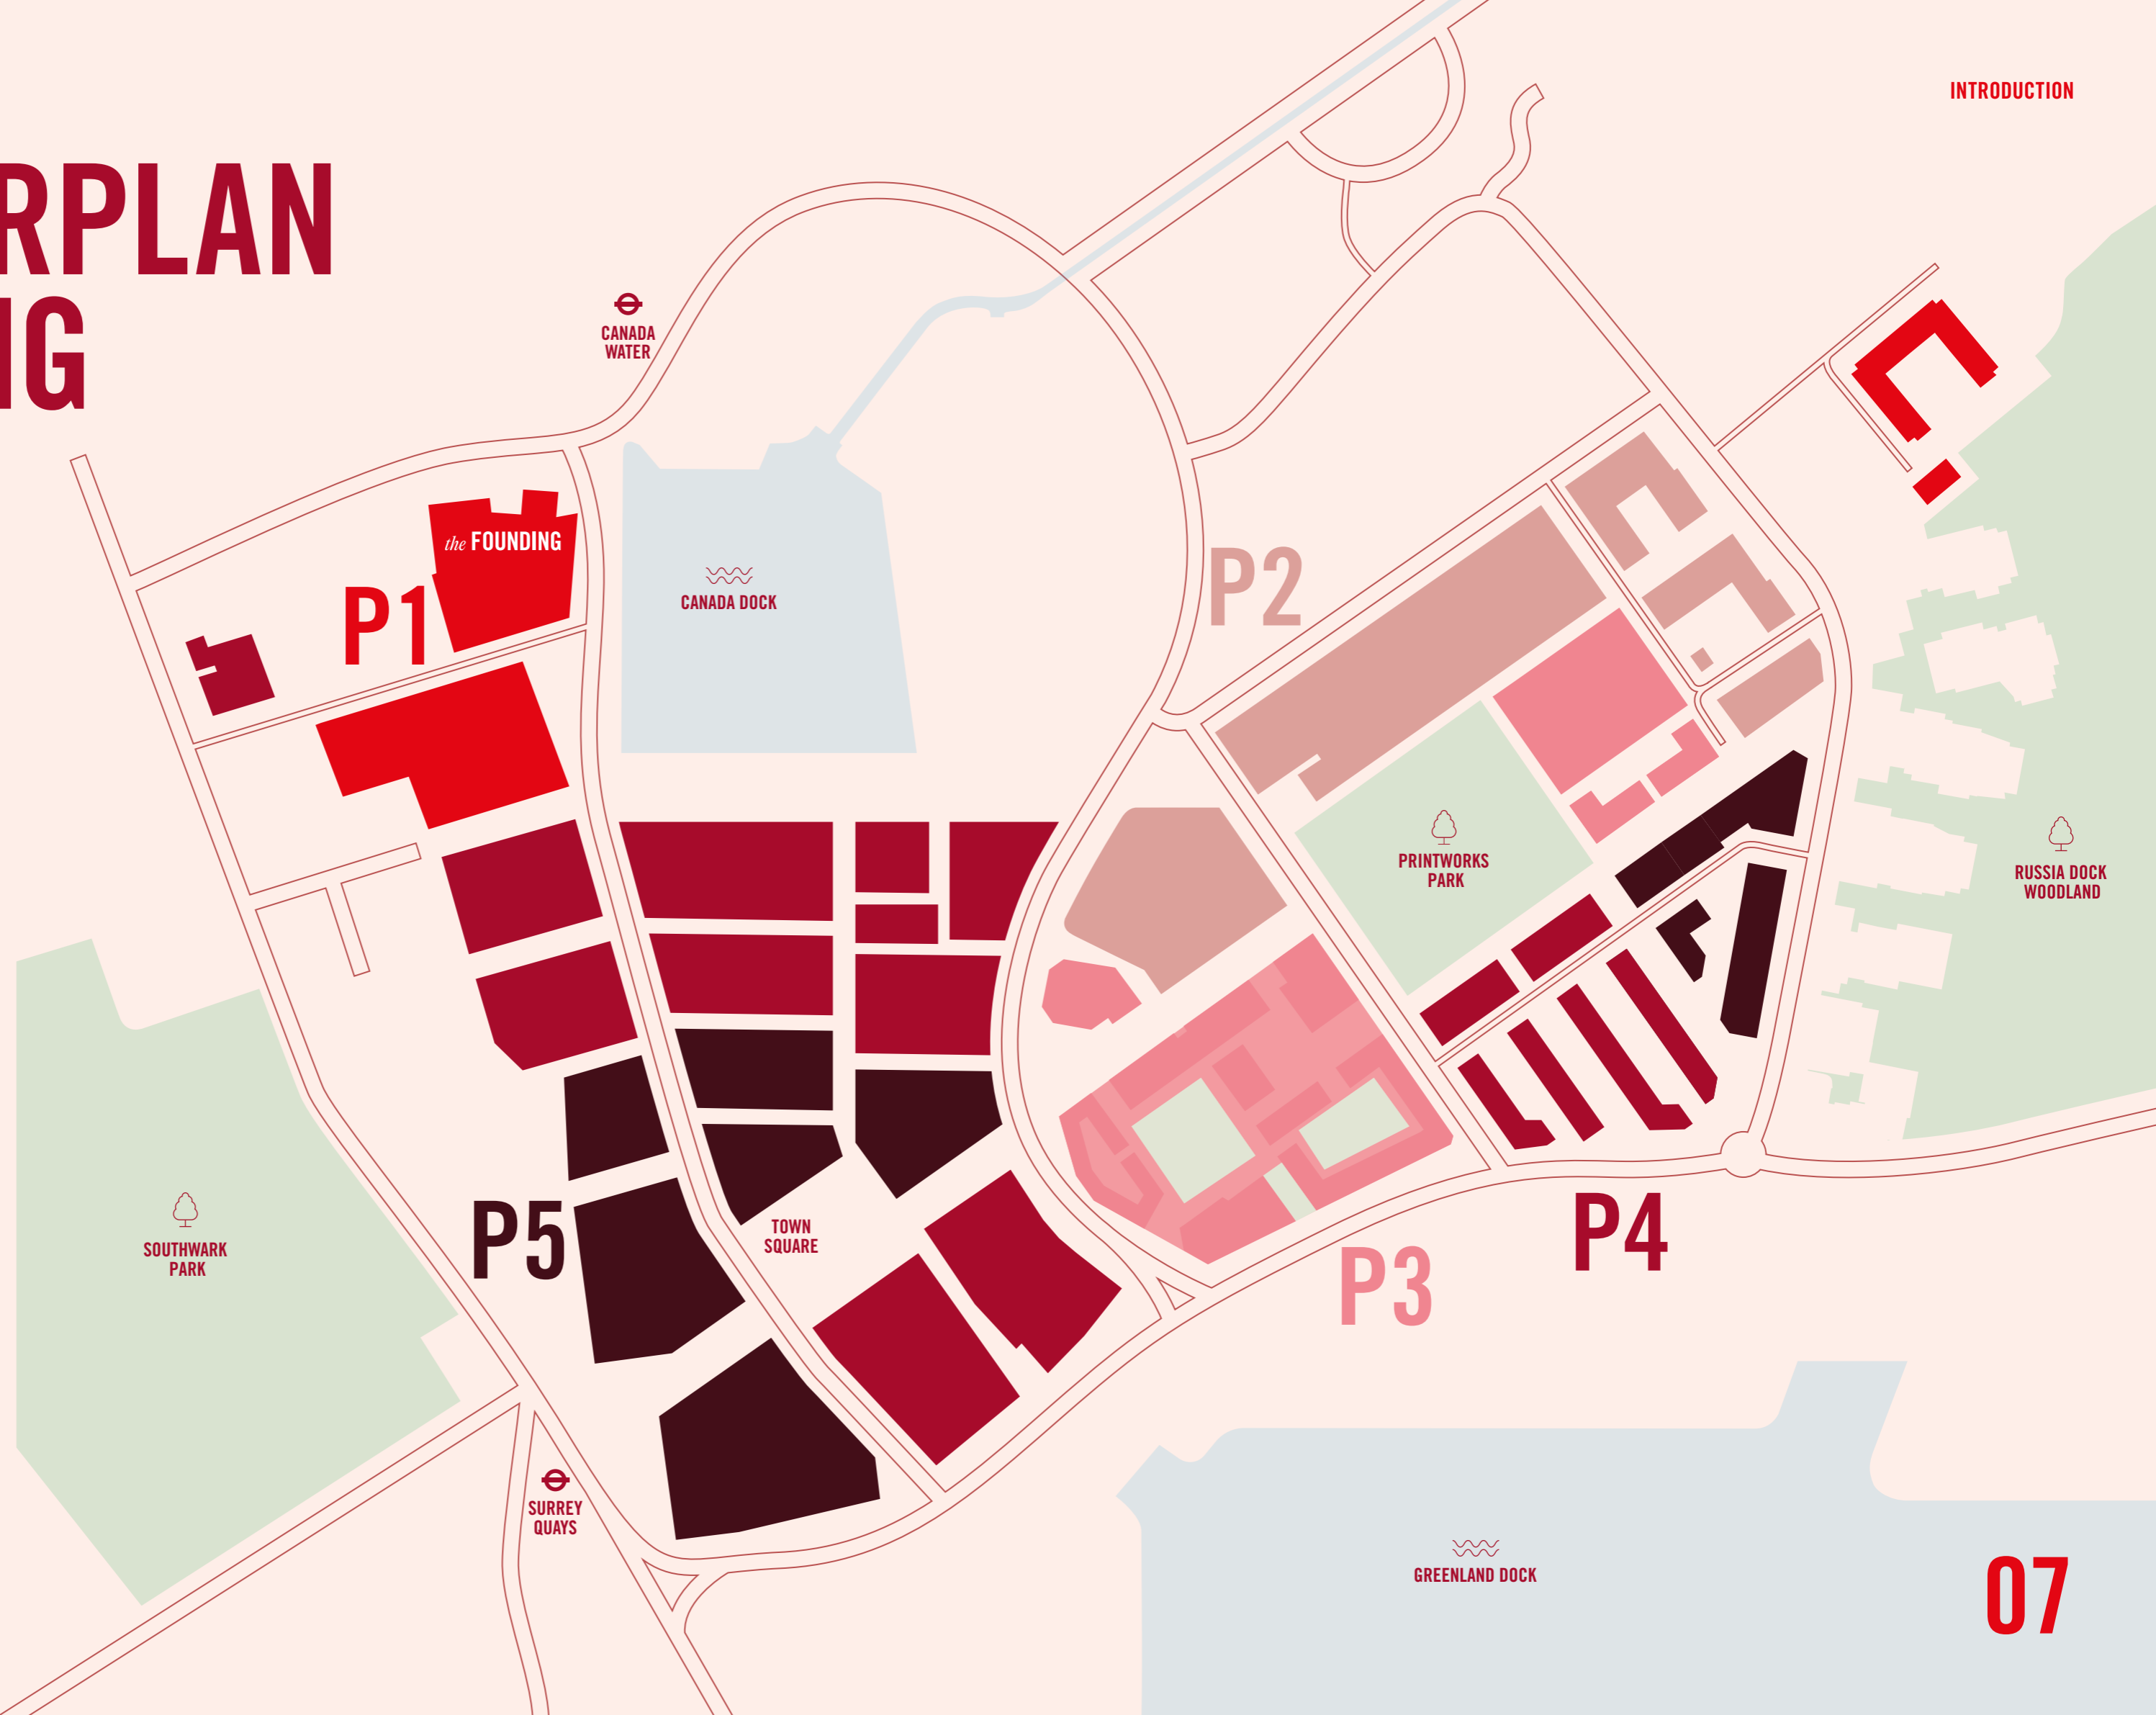 INTRODUCTION
RPLAN
NG
CANADA
WATER
the FOUNDING
P1
CANADA DOCK
P2
PRINTWORKS
PARK
RUSSIA DOCK
WOODLAND
SOUTHWARK
PARK
P5
TOWN
SQUARE
P3
P4
SURREY
QUAYS
GREENLAND DOCK
07